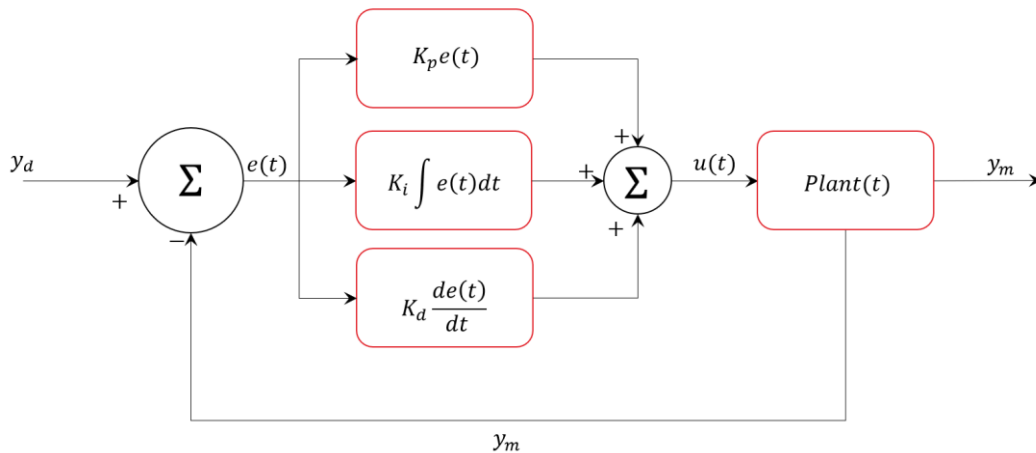 K_p e(t)
y_d
+
Σ
−
e(t)
K_i ∫ e(t)dt
+
+
+
Σ
u(t)
Plant(t)
y_m
K_d de(t)/dt
y_m